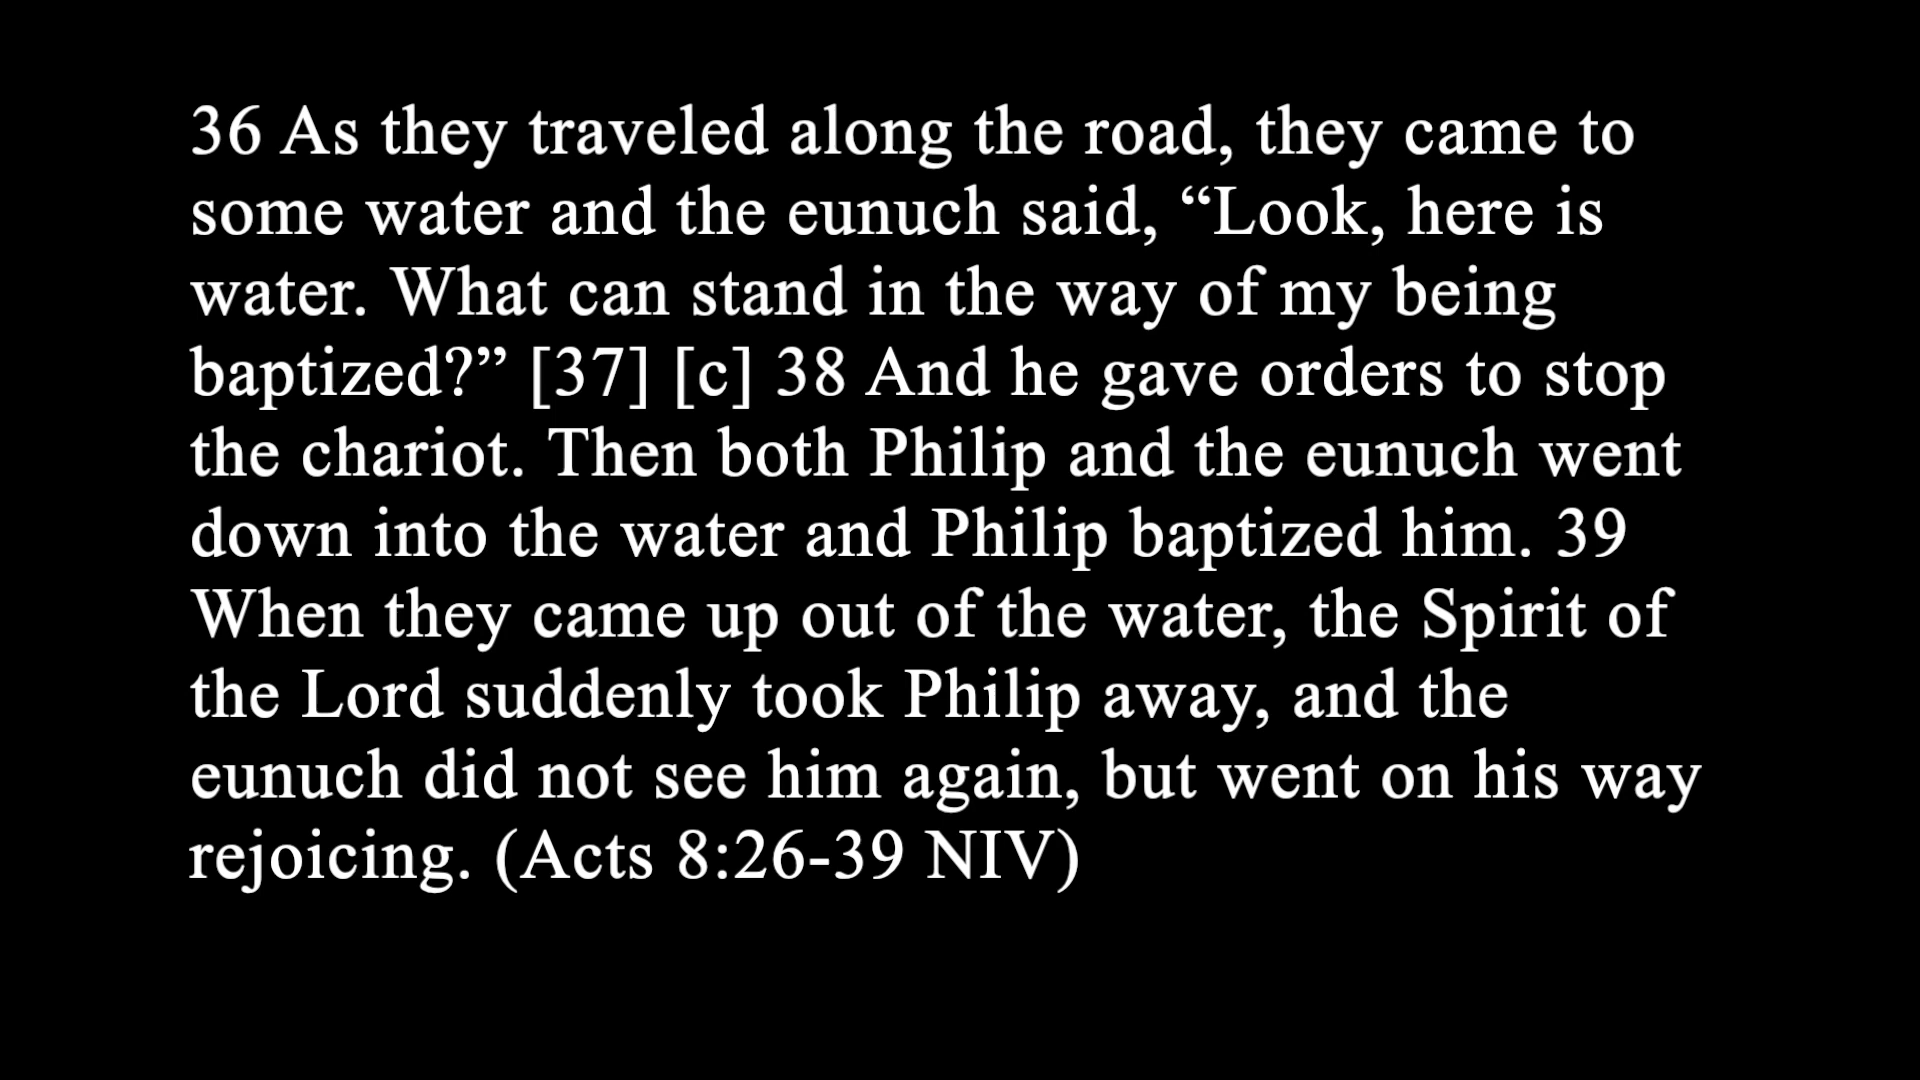 36 As they traveled along the road, they came to
some water and the eunuch said, “Look, here is
water. What can stand in the way of my being
baptized?” [37] [c] 38 And he gave orders to stop
the chariot. Then both Philip and the eunuch went
down into the water and Philip baptized him. 39
When they came up out of the water, the Spirit of
the Lord suddenly took Philip away, and the
eunuch did not see him again, but went on his way
rejoicing. (Acts 8:26-39 NIV)